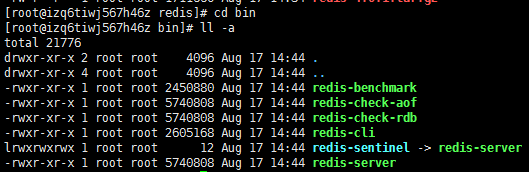 [root@izq6tiwj567h46z redis]# cd bin
[root@izq6tiwj567h46z bin]# ll -a
total 21776
drwxr-xr-x 2 root root 4096 Aug 17 14:44 .
drwxr-xr-x 4 root root 4096 Aug 17 14:44 ..
-rwxr-xr-x 1 root root 2450880 Aug 17 14:44 redis-benchmark
-rwxr-xr-x 1 root root 5740808 Aug 17 14:44 redis-check-aof
-rwxr-xr-x 1 root root 5740808 Aug 17 14:44 redis-check-rdb
-rwxr-xr-x 1 root root 2605168 Aug 17 14:44 redis-cli
lrwxrwxrwx 1 root root 12 Aug 17 14:44 redis-sentinel -> redis-server
-rwxr-xr-x 1 root root 5740808 Aug 17 14:44 redis-server